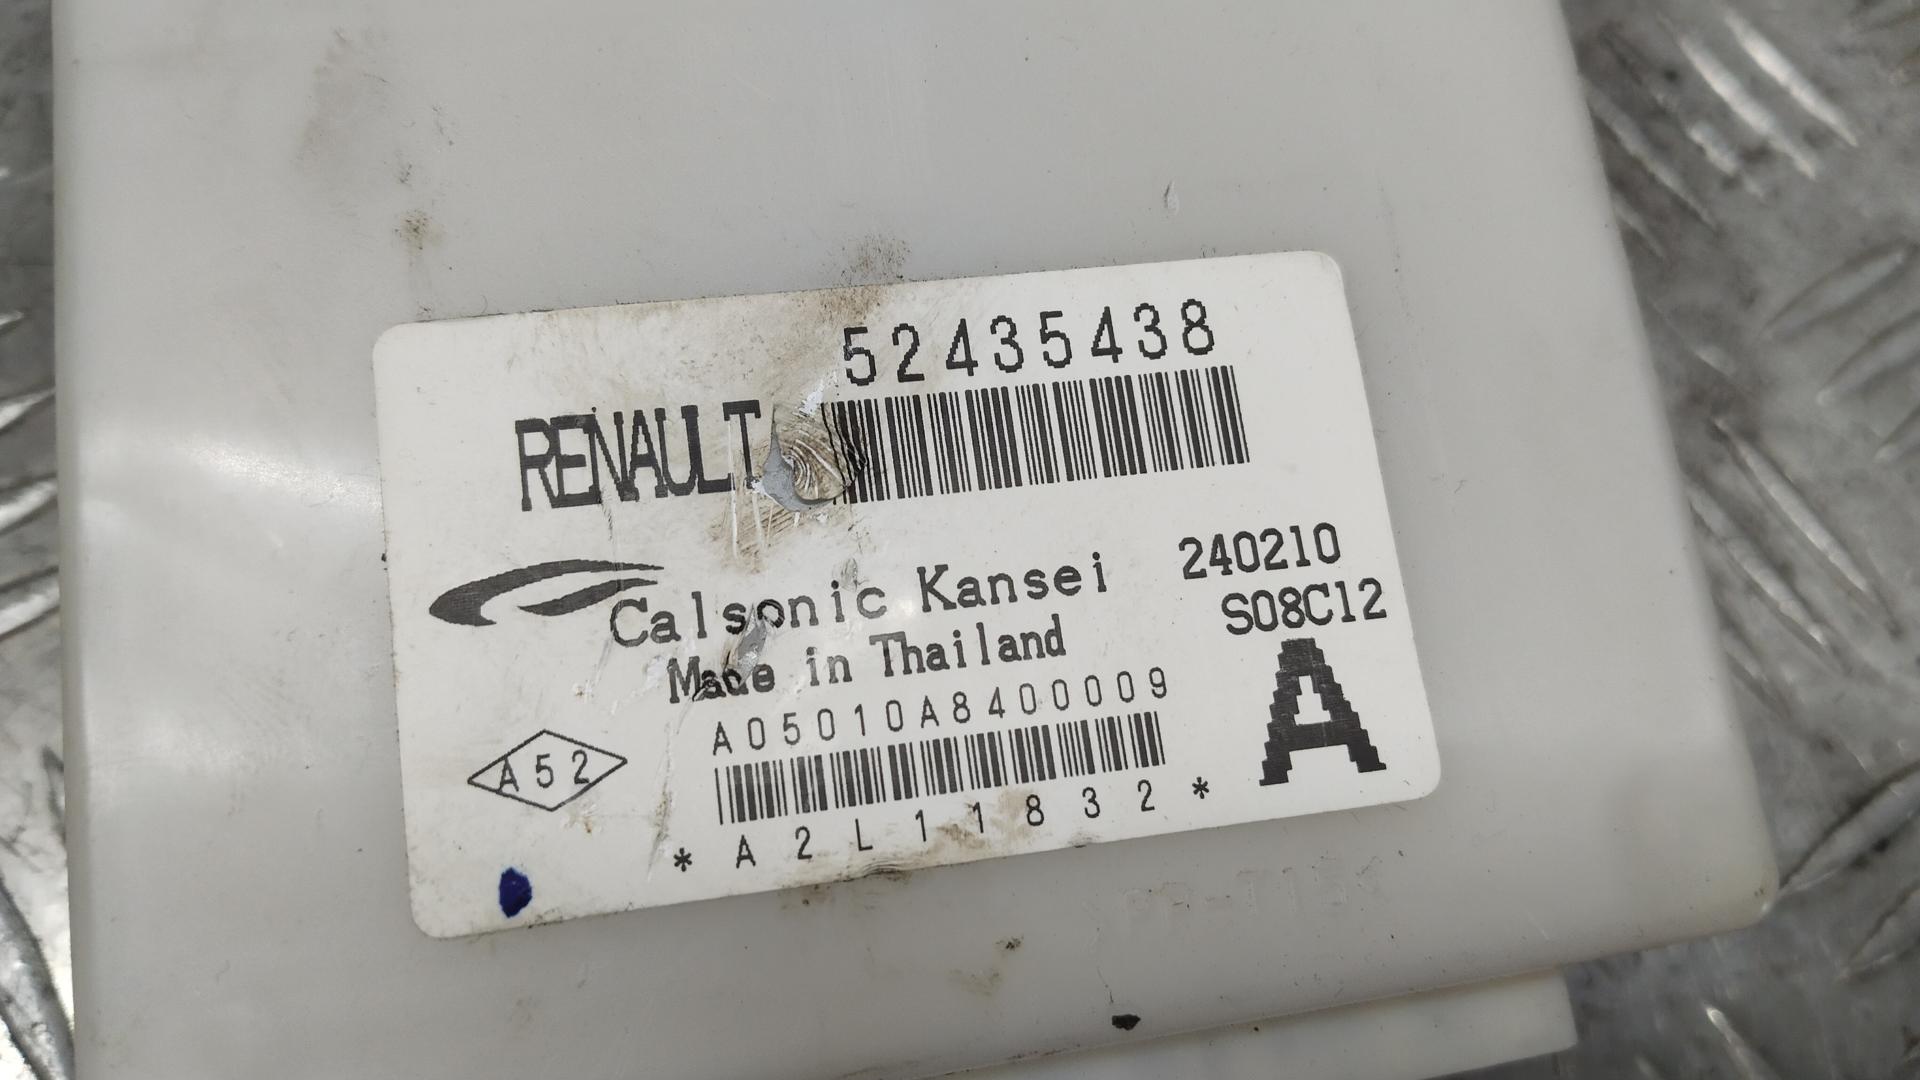 52435438
RENAULT
Calsonic Kansei
240210
Made in Thailand
S08C12
A05010A8400009
A
A52
*A2L11832*